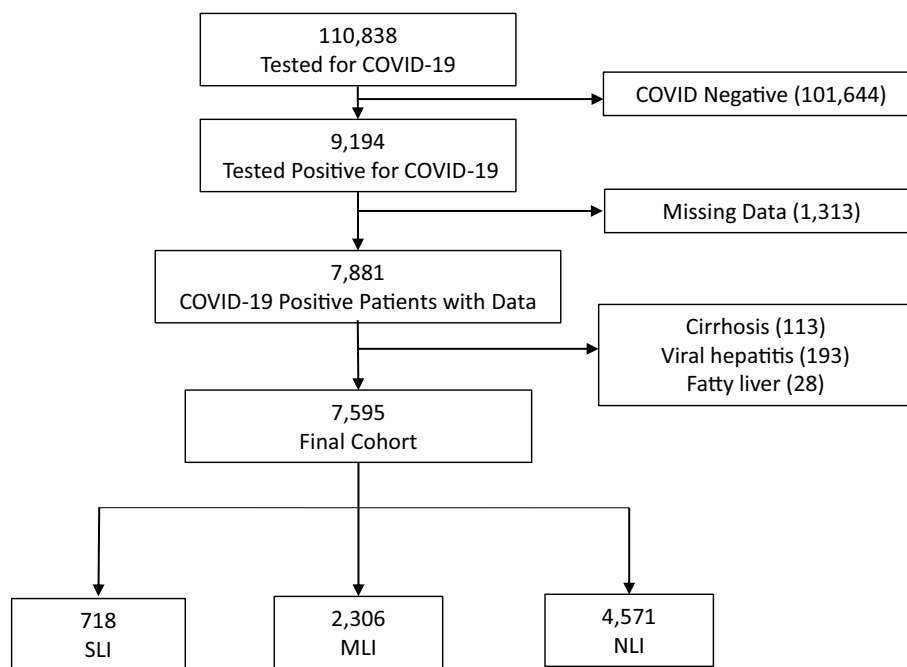 110,838
Tested for COVID-19
COVID Negative (101,644)
9,194
Tested Positive for COVID-19
Missing Data (1,313)
7,881
COVID-19 Positive Patients with Data
Cirrhosis (113)
Viral hepatitis (193)
Fatty liver (28)
7,595
Final Cohort
718
SLI
2,306
MLI
4,571
NLI